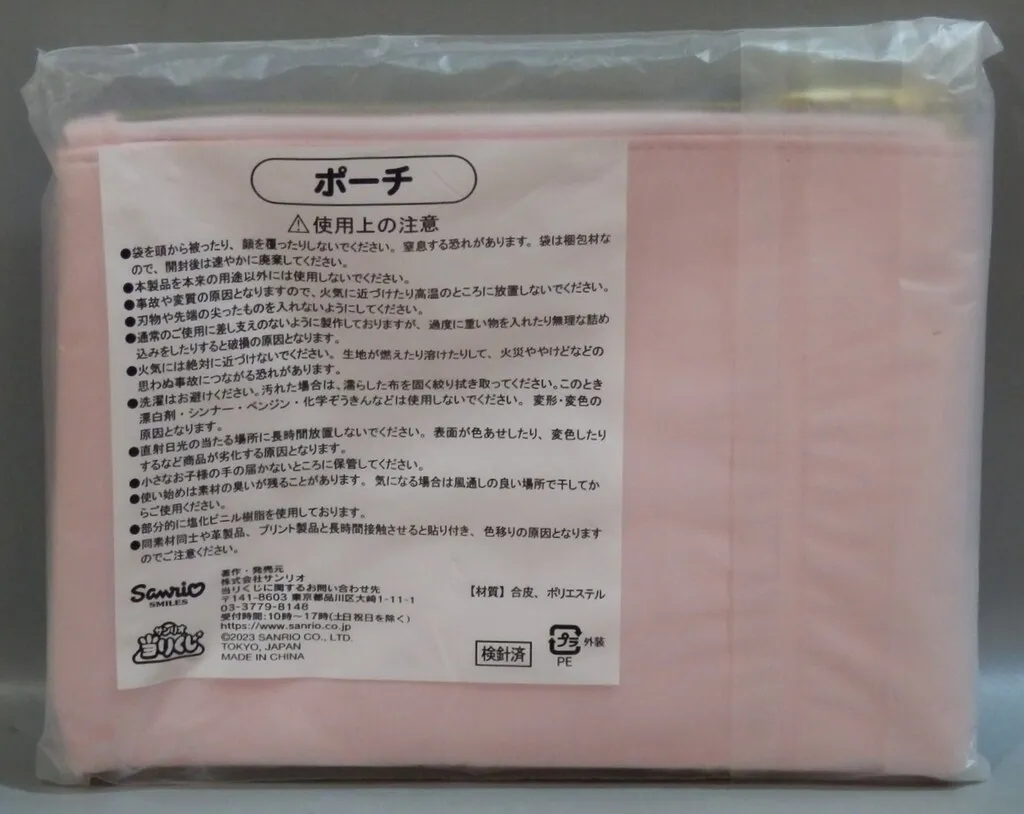 ポーチ
⚠使用上の注意
●袋を頭から被ったり、顔を覆ったりしないでください。窒息する恐れがあります。袋は梱包材な
ので、開封後は速やかに廃棄してください。
●本製品を本来の用途以外には使用しないでください。
●事故や変質の原因となりますので、火気に近づけたり高温のところに放置しないでください。
●刃物や先端の尖ったものを入れないようにしてください。
●通常のご使用に差し支えのないように製作しておりますが、過度に重い物を入れたり無理な詰め
込みをしたりすると破損の原因となります。
●火気には絶対に近づけないでください。生地が燃えたり溶けたりして、火災ややけどなどの
思わぬ事故につながる恐れがあります。
●洗濯はお避けください。汚れた場合は、濡らした布を固く絞り拭き取ってください。このとき
漂白剤・シンナー・ベンジン・化学ぞうきんなどは使用しないでください。変形・変色の
原因となります。
●直射日光の当たる場所に長時間放置しないでください。表面が色あせしたり、変色したり
するなど商品が劣化する原因となります。
●小さなお子様の手の届かないところに保管してください。
●使い始めは素材の臭いが残ることがあります。気になる場合は風通しの良い場所で干してか
らご使用ください。
●部分的に塩化ビニル樹脂を使用しております。
●同素材同士や革製品、プリント製品と長時間接触させると貼り付き、色移りの原因となります
のでご注意ください。
Sanrio
SMILES
サンリオ
当りくじ
著作・発売元
株式会社サンリオ
当りくじに関するお問い合わせ先
〒141-8603 東京都品川区大崎1-11-1
03-3779-8148
受付時間:10時～17時(土日祝日を除く)
https://www.sanrio.co.jp
©2023 SANRIO CO., LTD.
TOKYO, JAPAN
MADE IN CHINA
【材質】合皮、ポリエステル
検針済
プラ
外装
PE